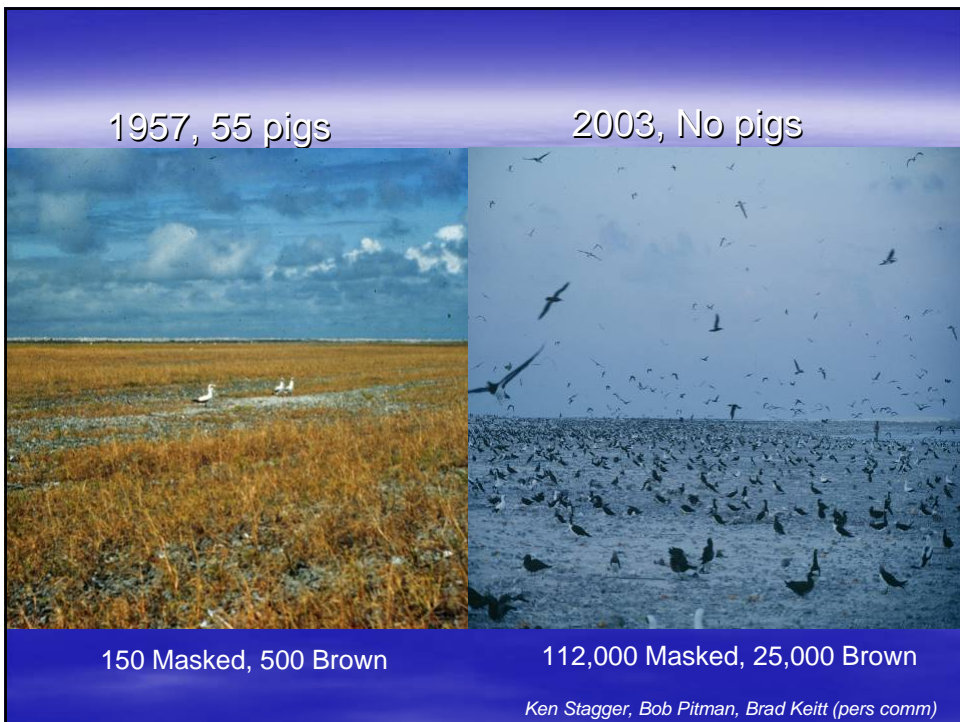 1957, 55 pigs
2003, No pigs
150 Masked, 500 Brown
112,000 Masked, 25,000 Brown
Ken Stagger, Bob Pitman, Brad Keitt (pers comm)